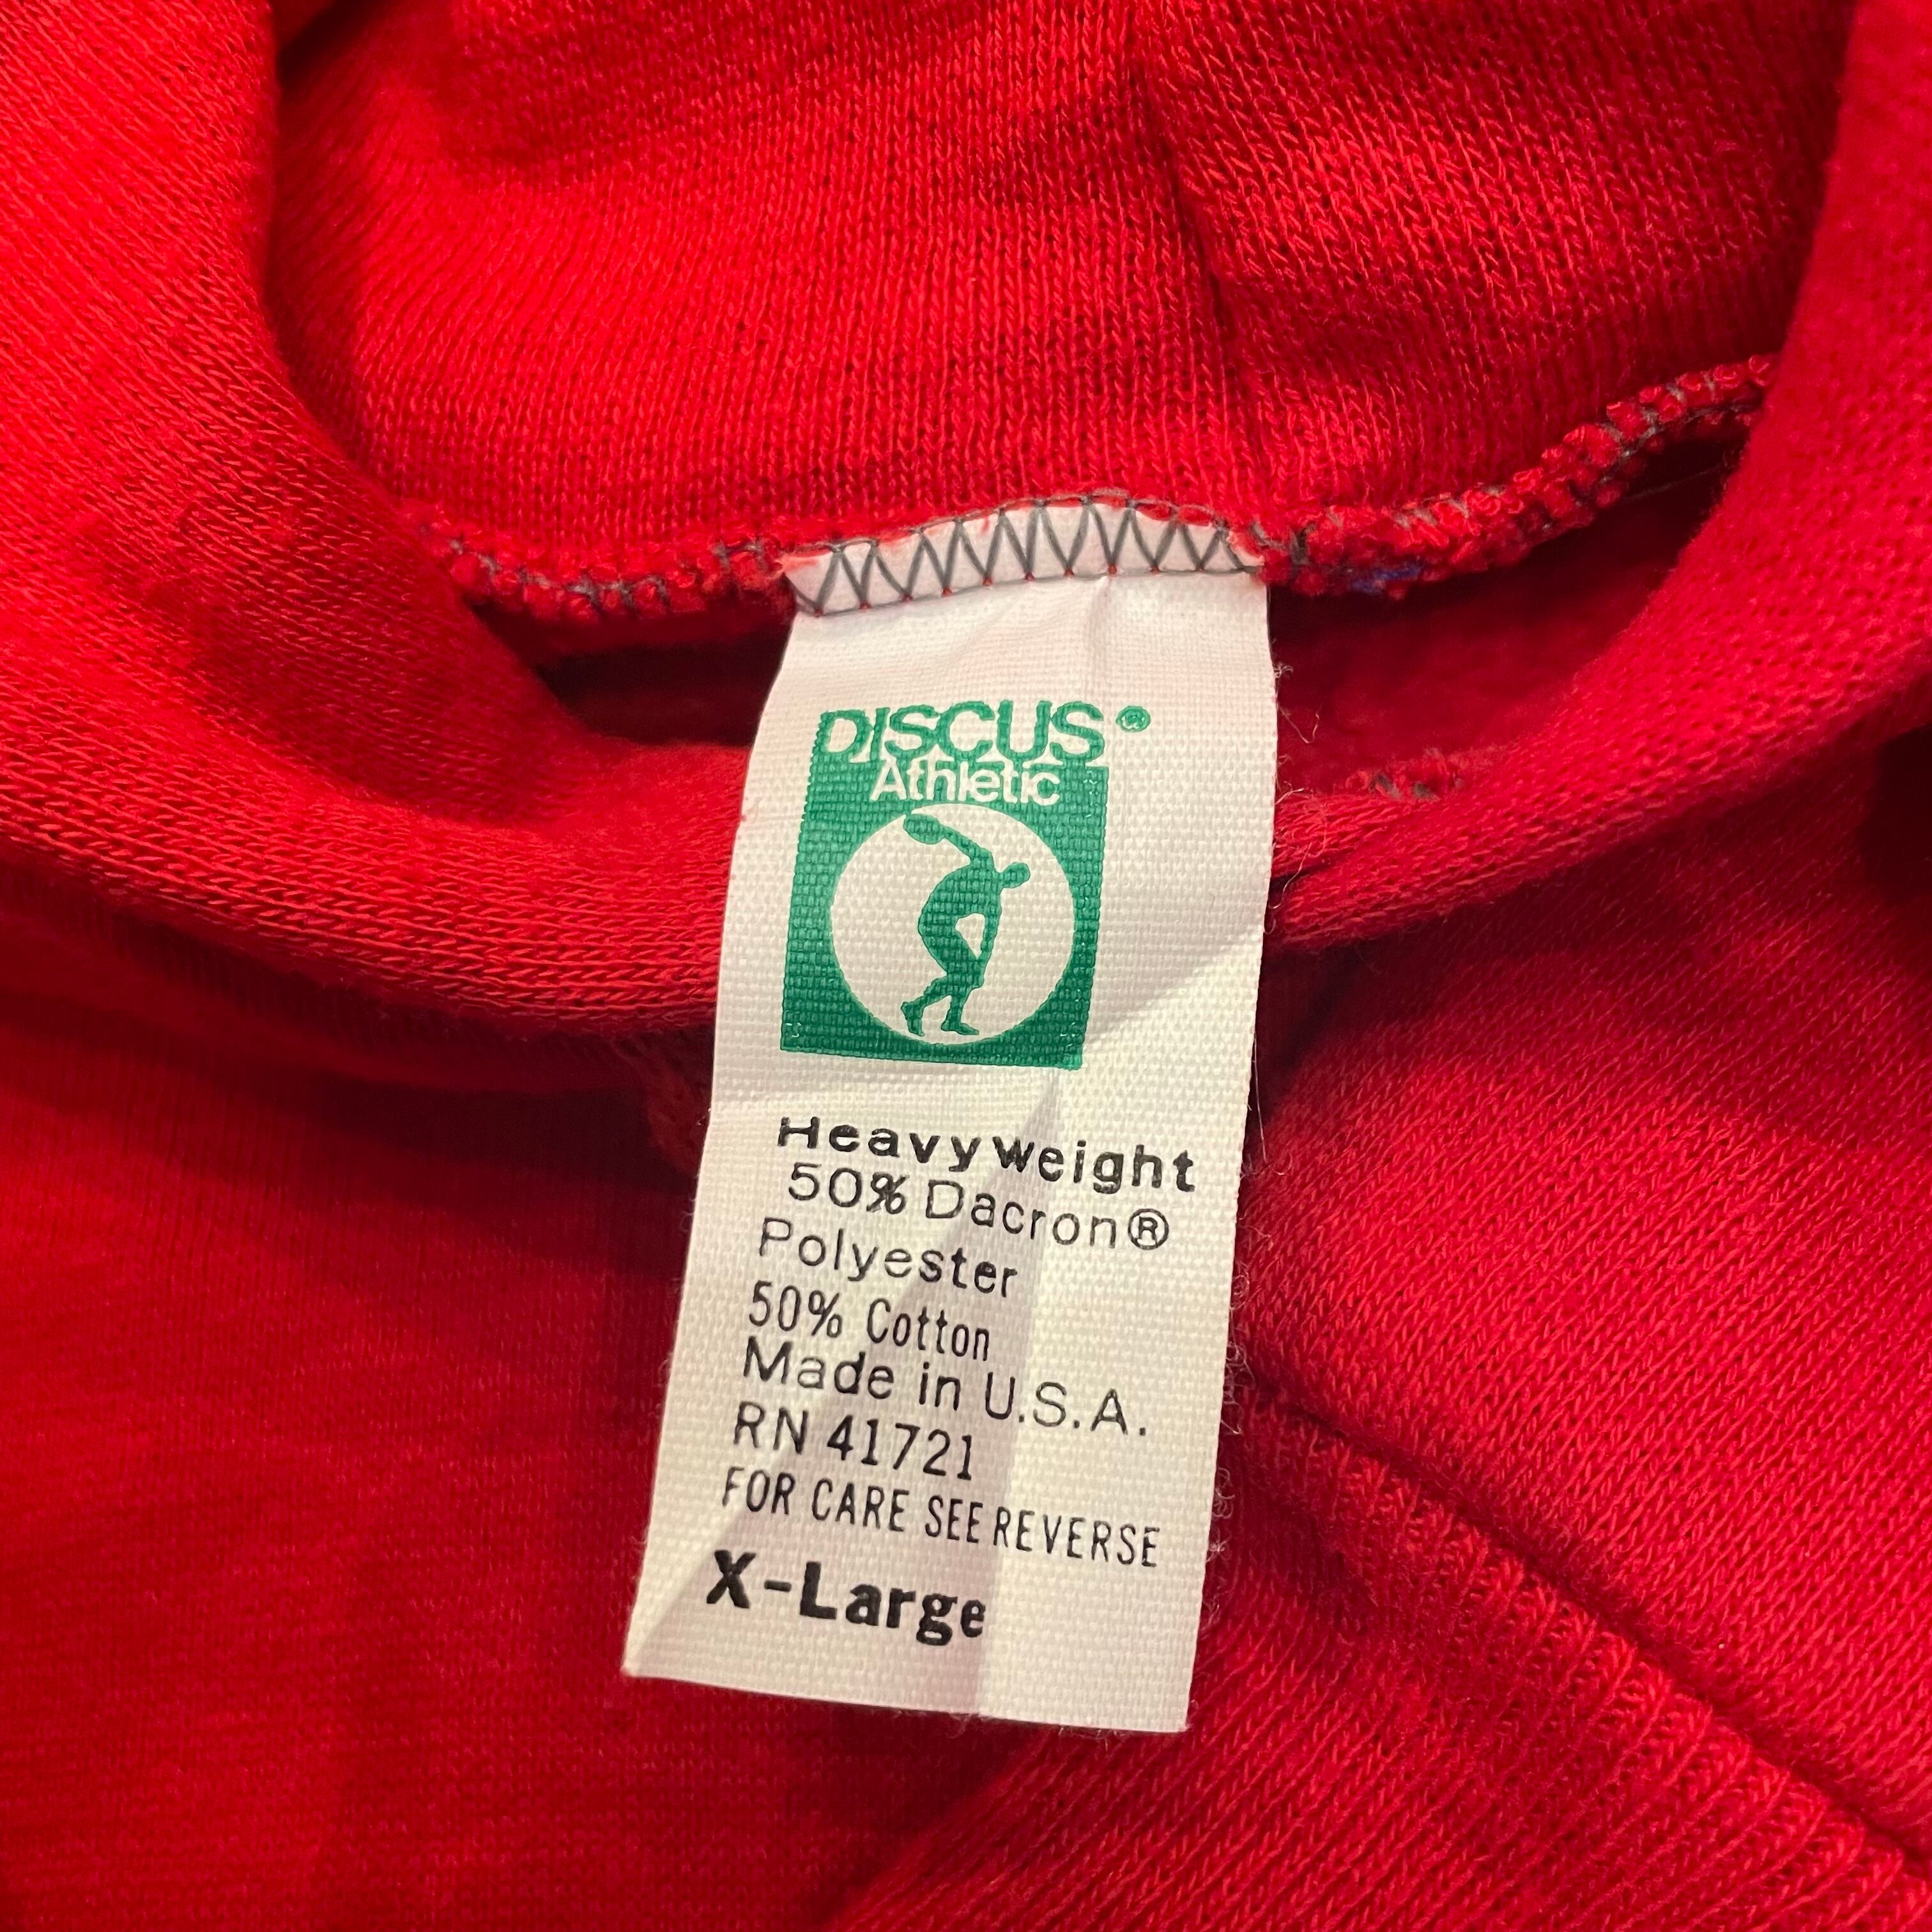 DISCUS®
Athletic
Heavyweight
50% Dacron®
Polyester
50% Cotton
Made in U.S.A.
RN 41721
FOR CARE SEE REVERSE
X-Large